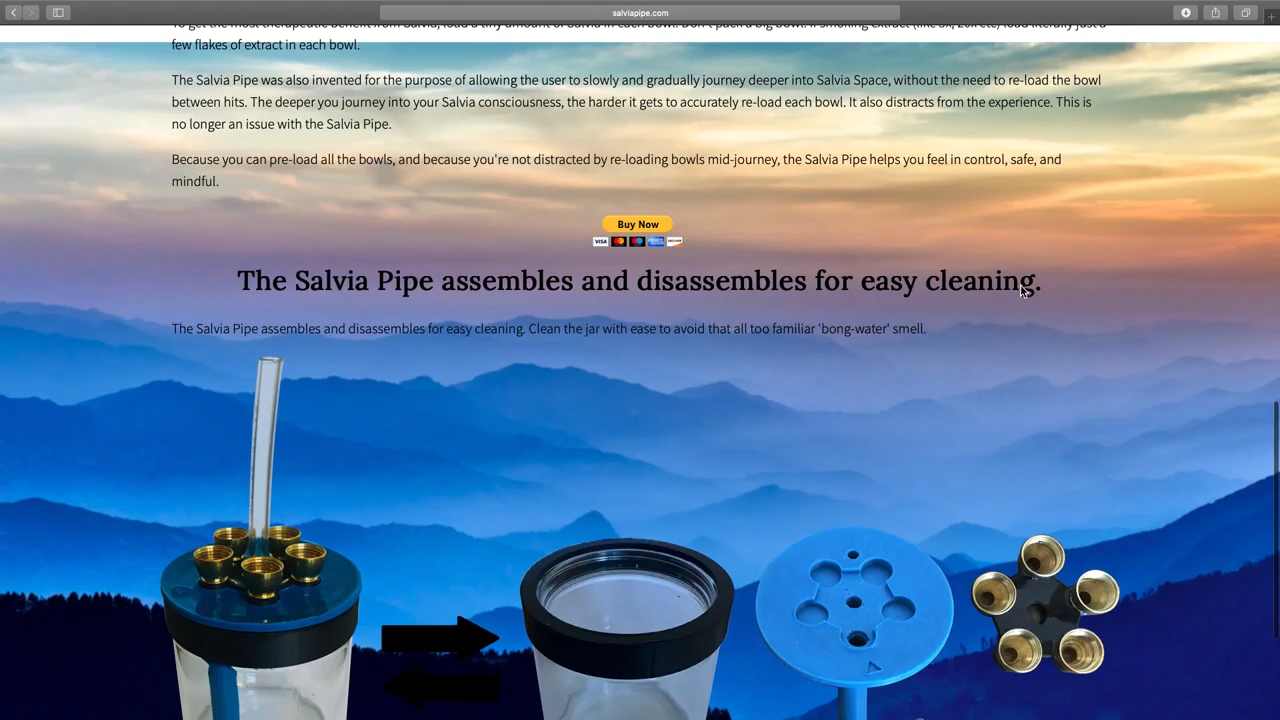 salviapipe.com
few flakes of extract in each bowl.
The Salvia Pipe was also invented for the purpose of allowing the user to slowly and gradually journey deeper into Salvia Space, without the need to re-load the bowl
between hits. The deeper you journey into your Salvia consciousness, the harder it gets to accurately re-load each bowl. It also distracts from the experience. This is
no longer an issue with the Salvia Pipe.
Because you can pre-load all the bowls, and because you're not distracted by re-loading bowls mid-journey, the Salvia Pipe helps you feel in control, safe, and
mindful.
Buy Now
VISA
The Salvia Pipe assembles and disassembles for easy cleaning.
The Salvia Pipe assembles and disassembles for easy cleaning. Clean the jar with ease to avoid that all too familiar 'bong-water' smell.